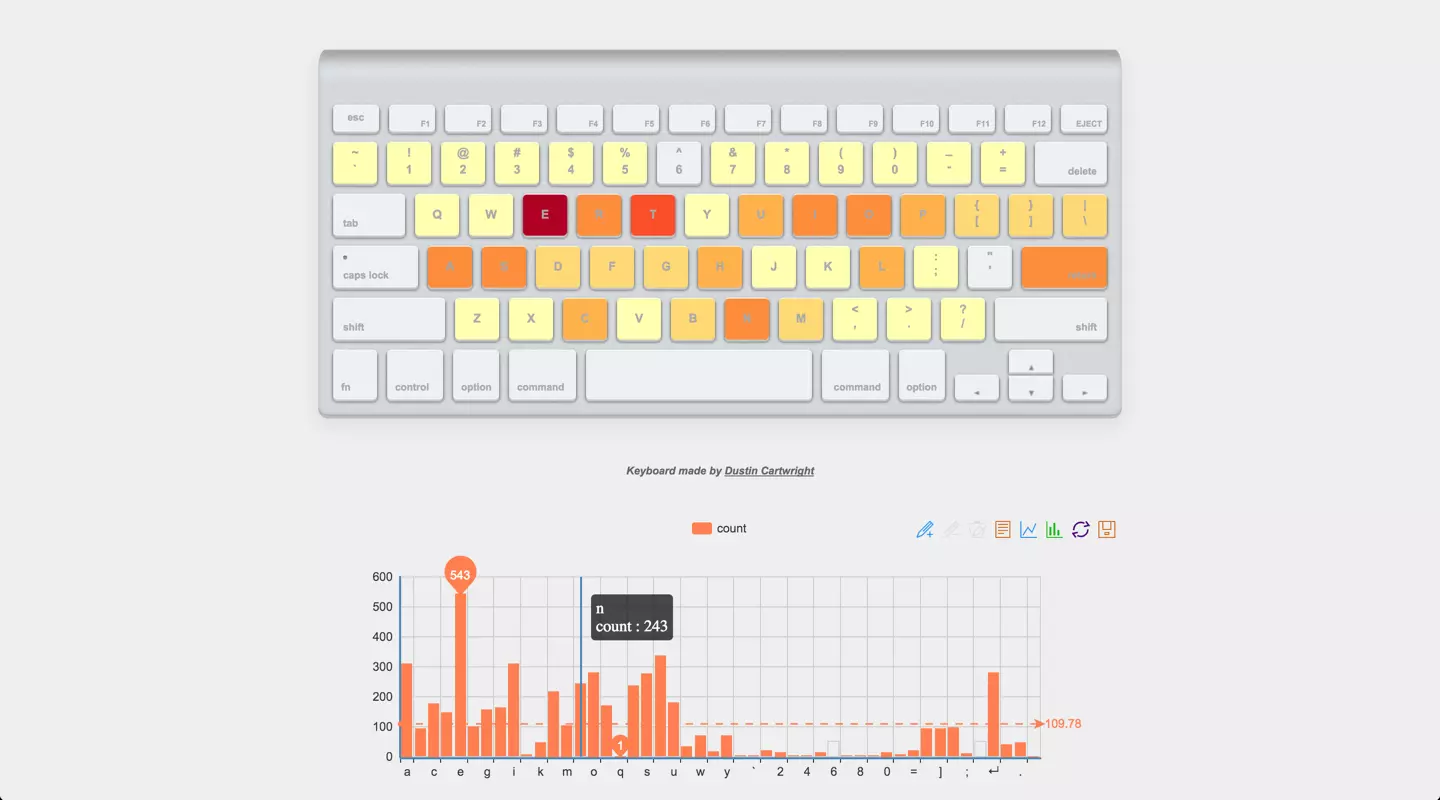 esc F1 F2 F3 F4 F5 F6 F7 F8 F9 F10 F11 F12 EJECT
~ ! @ # $ % ^ & * ( ) _ +
` 1 2 3 4 5 6 7 8 9 0 - = delete
tab Q W E R T Y U I O P { } |
[ ] \
* caps lock A S D F G H J K L : "
; '
shift Z X C V B N M < > ? shift
, . /
fn control option command command option ◄ ▲ ▼ ►
Keyboard made by Dustin Cartwright
count
600
543
500
n
count : 243
400
300
200
100
109.78
1
0
a c e g i k m o q s u w y ` 2 4 6 8 0 = ] ; ↵ .